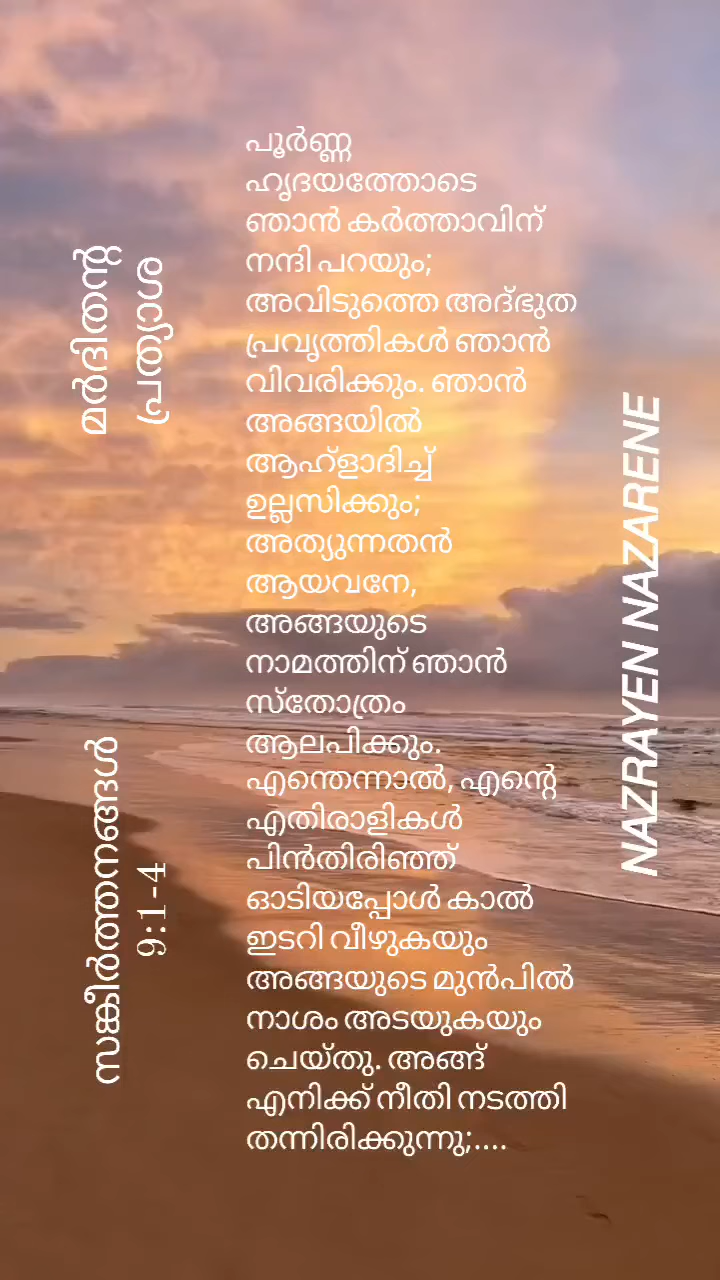 മർദിതന്റ
പ്രത്യാശ
സങ്കീർത്തനങ്ങൾ
9:1-4
പൂർണ്ണ
ഹൃദയത്തോടെ
ഞാൻ കർത്താവിന്
നന്ദി പറയും;
അവിടുത്തെ അദ്ഭുത
പ്രവൃത്തികൾ ഞാൻ
വിവരിക്കും. ഞാൻ
അങ്ങയിൽ
ആഹ്ളാദിച്ച്
ഉല്ലസിക്കും;
അത്യുന്നതൻ
ആയവനേ,
അങ്ങയുടെ
നാമത്തിന് ഞാൻ
സ്തോത്രം
ആലപിക്കും.
എന്തെന്നാൽ, എന്റെ
എതിരാളികൾ
പിൻതിരിഞ്ഞ്
ഓടിയപ്പോൾ കാൽ
ഇടറി വീഴുകയും
അങ്ങയുടെ മുൻപിൽ
നാശം അടയുകയും
ചെയ്തു. അങ്ങ്
എനിക്ക് നീതി നടത്തി
തന്നിരിക്കുന്നു;....
NAZRAYEN NAZARENE